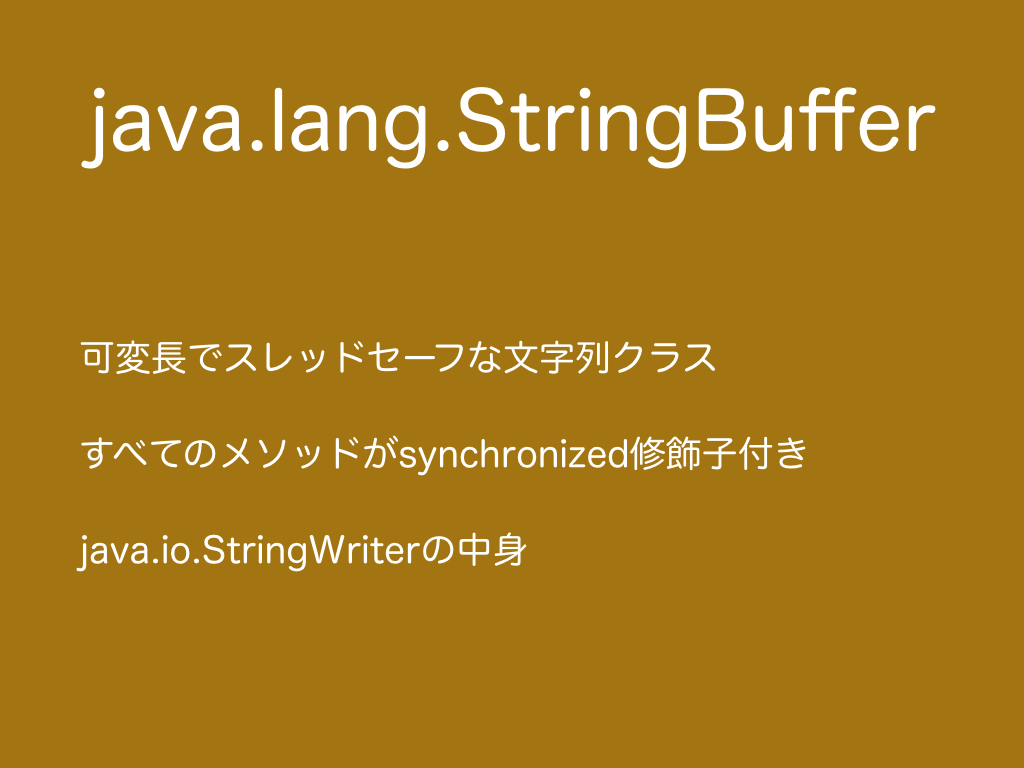 java.lang.StringBuffer
可変長でスレッドセーフな文字列クラス
すべてのメソッドがsynchronized修飾子付き
java.io.StringWriterの中身